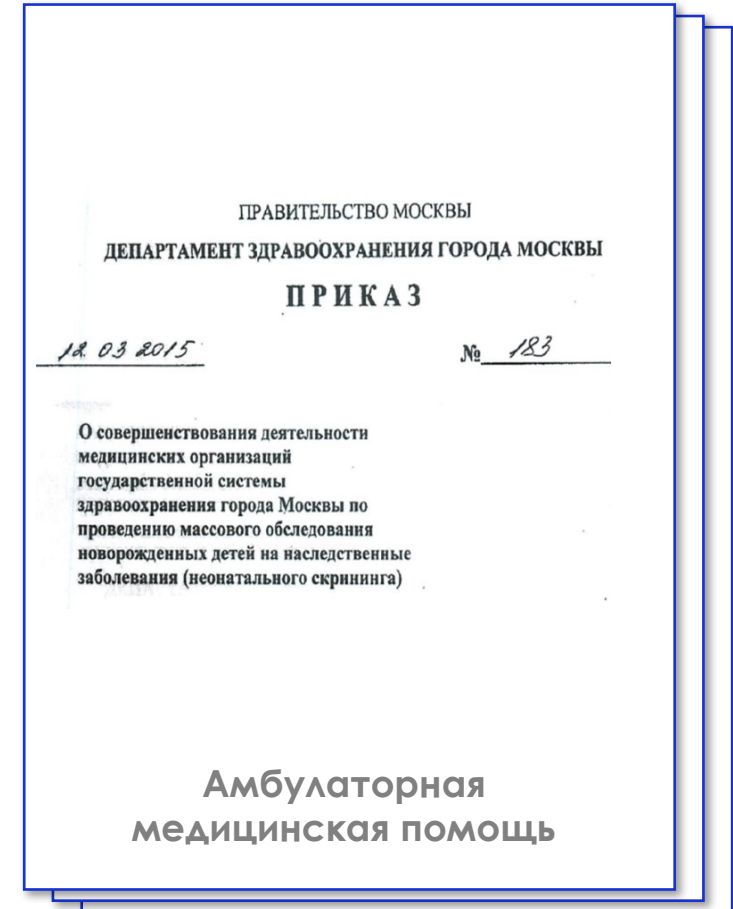 ПРАВИТЕЛЬСТВО МОСКВЫ
ДЕПАРТАМЕНТ ЗДРАВООХРАНЕНИЯ ГОРОДА МОСКВЫ
ПРИКАЗ
12.03 2015 № 183
О совершенствования деятельности
медицинских организаций
государственной системы
здравоохранения города Москвы по
проведению массового обследования
новорожденных детей на наследственные
заболевания (неонатального скрининга)
Амбулаторная
медицинская помощь